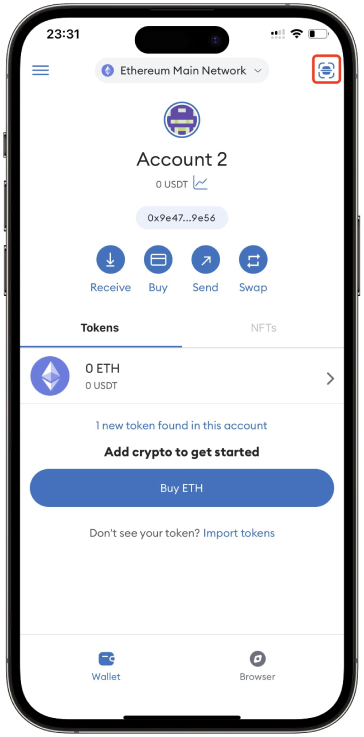 23:31
Ethereum Main Network
Account 2
0 USDT
0x9e47...9e56
Receive Buy Send Swap
Tokens NFTs
0 ETH
0 USDT
1 new token found in this account
Add crypto to get started
Buy ETH
Don't see your token? Import tokens
Wallet Browser